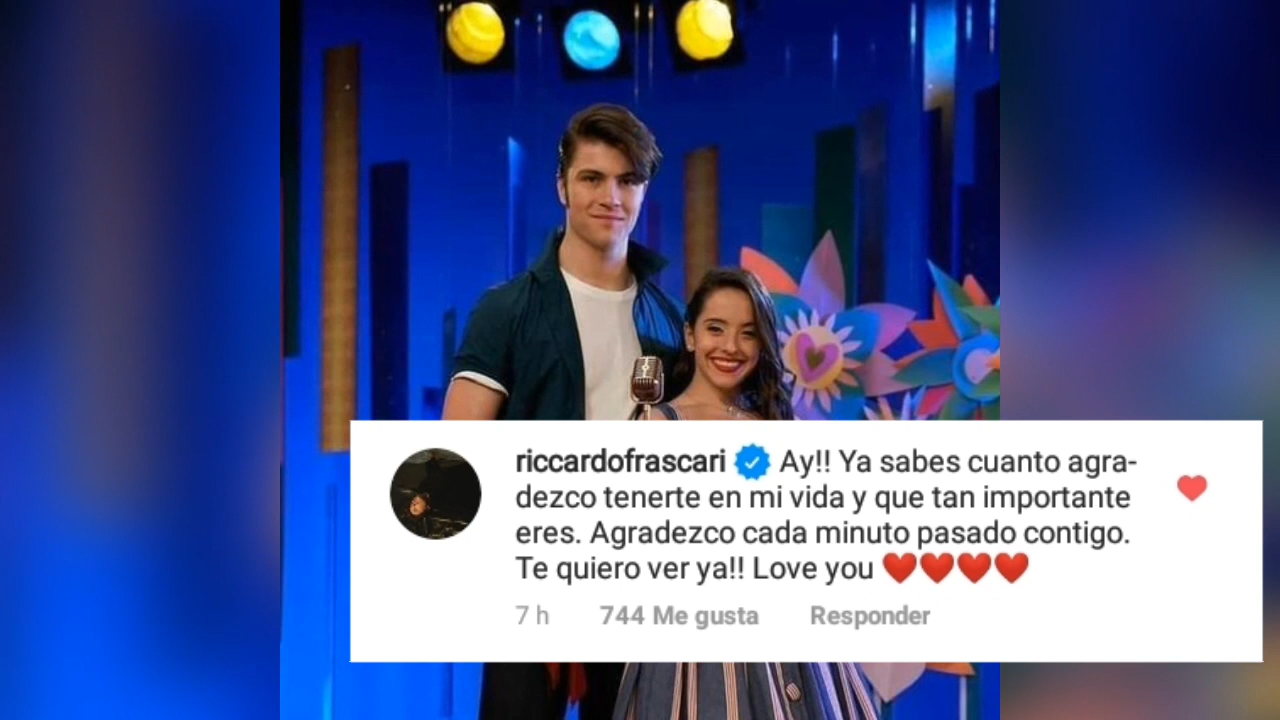 riccardofrascari Ay!! Ya sabes cuanto agra-
dezco tenerte en mi vida y que tan importante
eres. Agradezco cada minuto pasado contigo.
Te quiero ver ya!! Love you ❤️❤️❤️❤️
7 h 744 Me gusta Responder